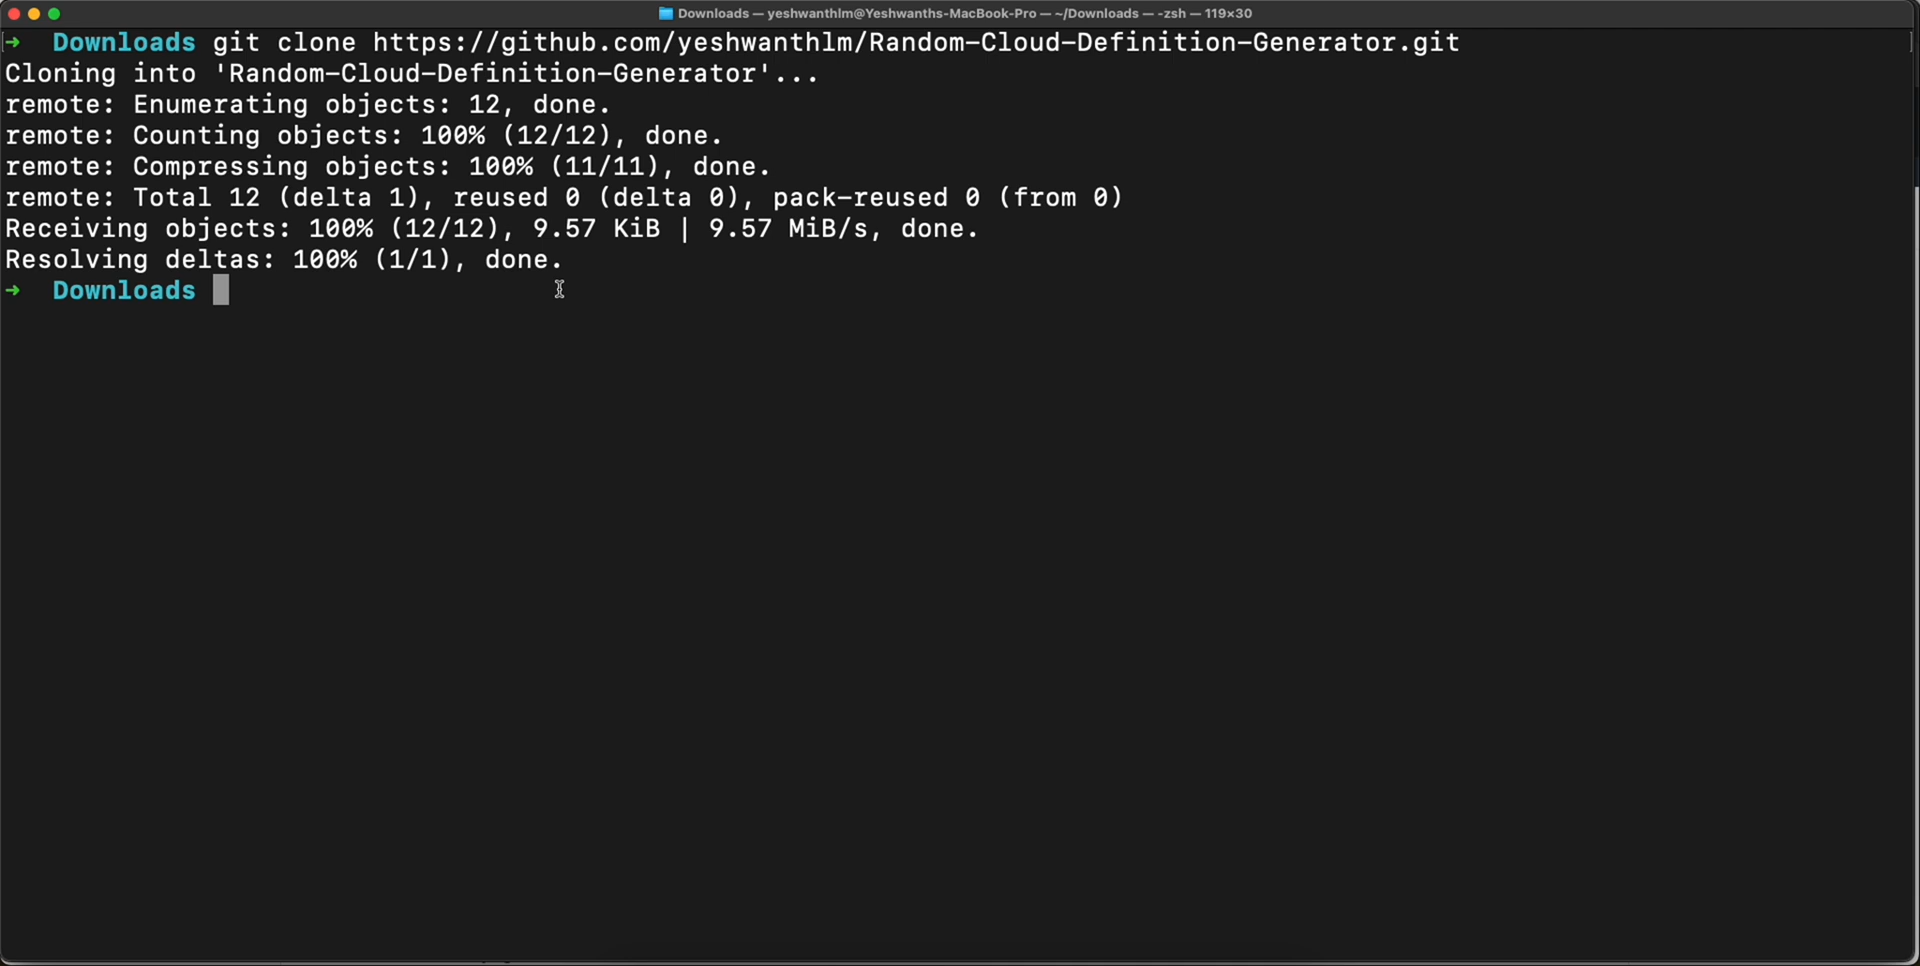 Downloads — yeshwanthlm@Yeshwanths-MacBook-Pro — ~/Downloads — -zsh — 119×30
➜ Downloads git clone https://github.com/yeshwanthlm/Random-Cloud-Definition-Generator.git
Cloning into 'Random-Cloud-Definition-Generator'...
remote: Enumerating objects: 12, done.
remote: Counting objects: 100% (12/12), done.
remote: Compressing objects: 100% (11/11), done.
remote: Total 12 (delta 1), reused 0 (delta 0), pack-reused 0 (from 0)
Receiving objects: 100% (12/12), 9.57 KiB | 9.57 MiB/s, done.
Resolving deltas: 100% (1/1), done.
➜ Downloads